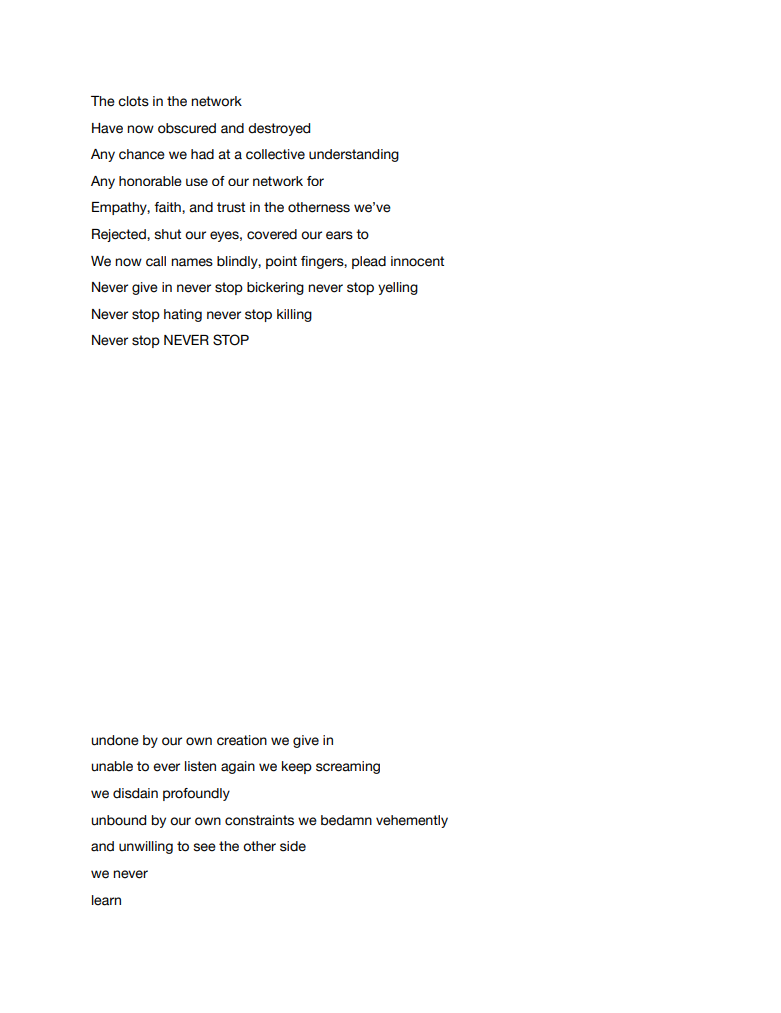 The clots in the network
Have now obscured and destroyed
Any chance we had at a collective understanding
Any honorable use of our network for
Empathy, faith, and trust in the otherness we’ve
Rejected, shut our eyes, covered our ears to
We now call names blindly, point fingers, plead innocent
Never give in never stop bickering never stop yelling
Never stop hating never stop killing
Never stop NEVER STOP
undone by our own creation we give in
unable to ever listen again we keep screaming
we disdain profoundly
unbound by our own constraints we bedamn vehemently
and unwilling to see the other side
we never
learn